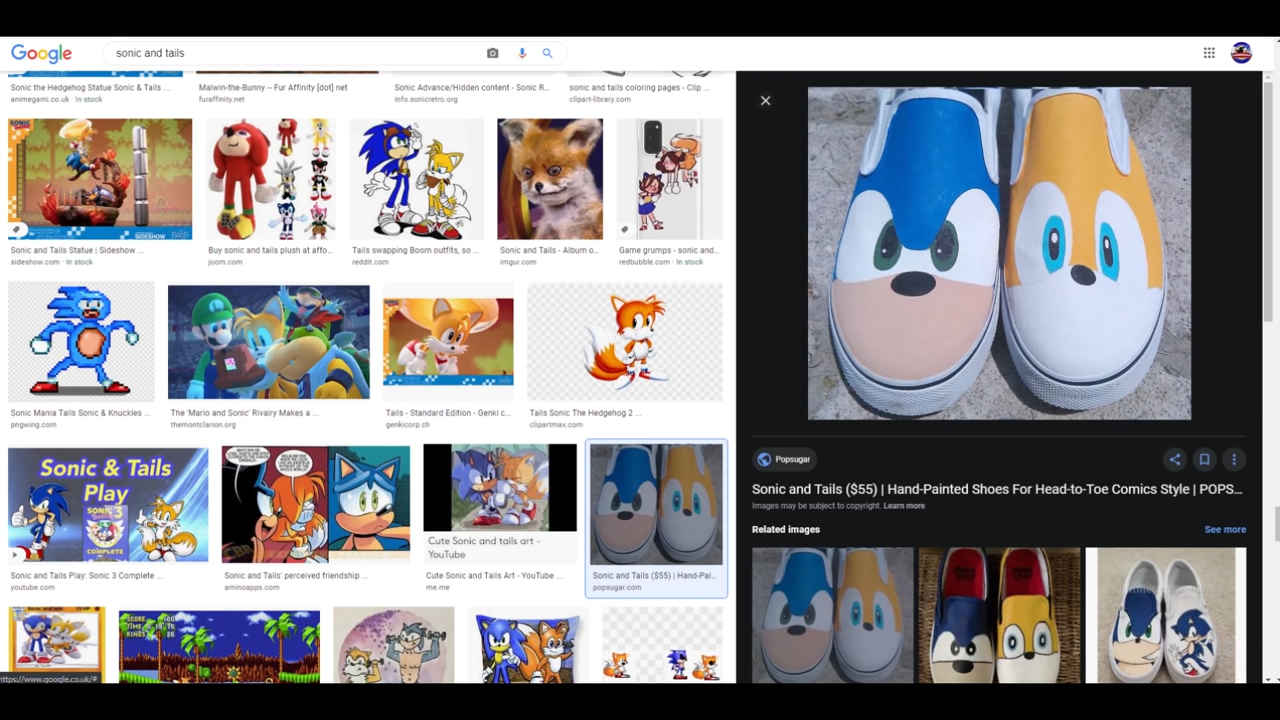 Google
sonic and tails
Sonic the Hedgehog Statue Sonic & Tails ...
animegami.co.uk · In stock
Malwin-the-Bunny -- Fur Affinity [dot] net
furaffinity.net
Sonic Advance/Hidden content - Sonic R...
info.sonicretro.org
sonic and tails coloring pages - Clip ...
clipart-library.com
SONIC
SIDESHOW
Sonic and Tails Statue | Sideshow ...
sideshow.com · In stock
Buy sonic and tails plush at affo...
joom.com
Tails swapping Boom outfits, so ...
reddit.com
Sonic and Tails - Album o...
imgur.com
Game grumps - sonic and...
redbubble.com · In stock
Sonic Mania Tails Sonic & Knuckles ...
pngwing.com
The 'Mario and Sonic' Rivalry Makes a ...
themontclarion.org
Tails - Standard Edition - Genki c...
genkicorp.ch
Tails Sonic The Hedgehog 2 ...
clipartmax.com
Sonic & Tails
Play
SONIC 3
COMPLETE
Cute Sonic and tails art -
YouTube
Sonic and Tails Play: Sonic 3 Complete ...
youtube.com
Sonic and Tails' perceived friendship ...
aminoapps.com
Cute Sonic and Tails Art - YouTube ...
me.me
Sonic and Tails ($55) | Hand-Pai...
popsugar.com
SCORE
TIME
RINGS
https://www.google.co.uk/#
Popsugar
Sonic and Tails ($55) | Hand-Painted Shoes For Head-to-Toe Comics Style | POPS...
Images may be subject to copyright. Learn more
Related images
See more